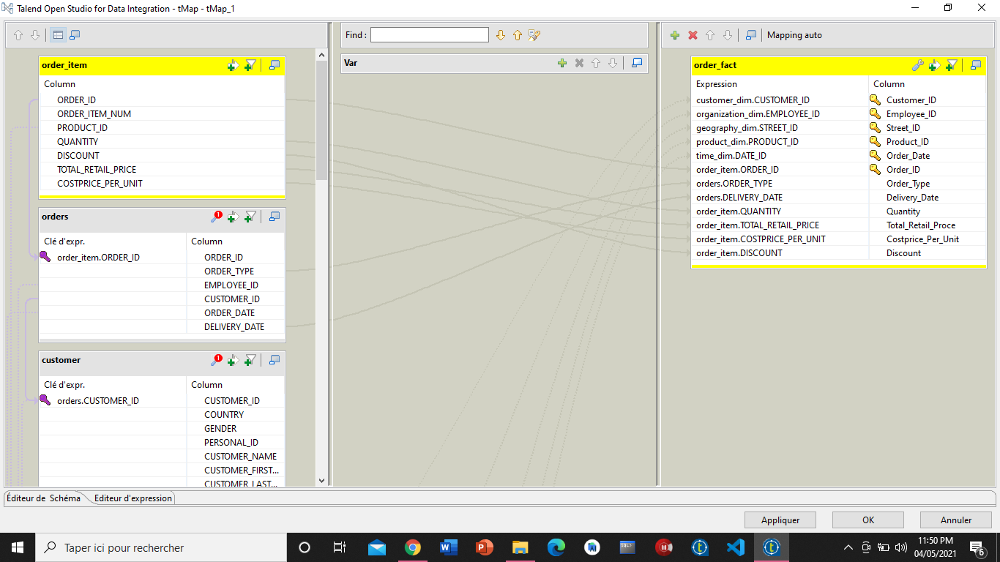 Talend Open Studio for Data Integration - tMap - tMap_1
order_item
Column
ORDER_ID
ORDER_ITEM_NUM
PRODUCT_ID
QUANTITY
DISCOUNT
TOTAL_RETAIL_PRICE
COSTPRICE_PER_UNIT
orders
Clé d'expr. Column
order_item.ORDER_ID ORDER_ID
ORDER_TYPE
EMPLOYEE_ID
CUSTOMER_ID
ORDER_DATE
DELIVERY_DATE
customer
Clé d'expr. Column
orders.CUSTOMER_ID CUSTOMER_ID
COUNTRY
GENDER
PERSONAL_ID
CUSTOMER_NAME
CUSTOMER_FIRST...
CUSTOMER_LAST...
Find :
Var
Mapping auto
order_fact
Expression Column
customer_dim.CUSTOMER_ID Customer_ID
organization_dim.EMPLOYEE_ID Employee_ID
geography_dim.STREET_ID Street_ID
product_dim.PRODUCT_ID Product_ID
time_dim.DATE_ID Order_Date
order_item.ORDER_ID Order_ID
orders.ORDER_TYPE Order_Type
orders.DELIVERY_DATE Delivery_Date
order_item.QUANTITY Quantity
order_item.TOTAL_RETAIL_PRICE Total_Retail_Proce
order_item.COSTPRICE_PER_UNIT Costprice_Per_Unit
order_item.DISCOUNT Discount
Éditeur de Schéma Editeur d'expression
Appliquer OK Annuler
Taper ici pour rechercher
11:50 PM
04/05/2021
6